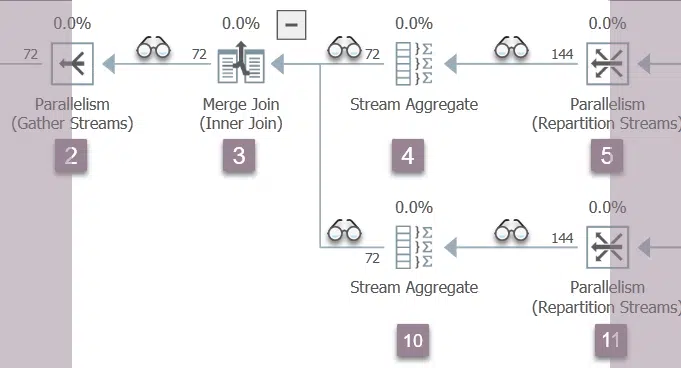 0.0%
0.0%
0.0%
0.0%
72
72
72
144
Parallelism
(Gather Streams)
Merge Join
(Inner Join)
Stream Aggregate
Parallelism
(Repartition Streams)
2
3
4
5
0.0%
0.0%
72
144
Stream Aggregate
Parallelism
(Repartition Streams)
10
11